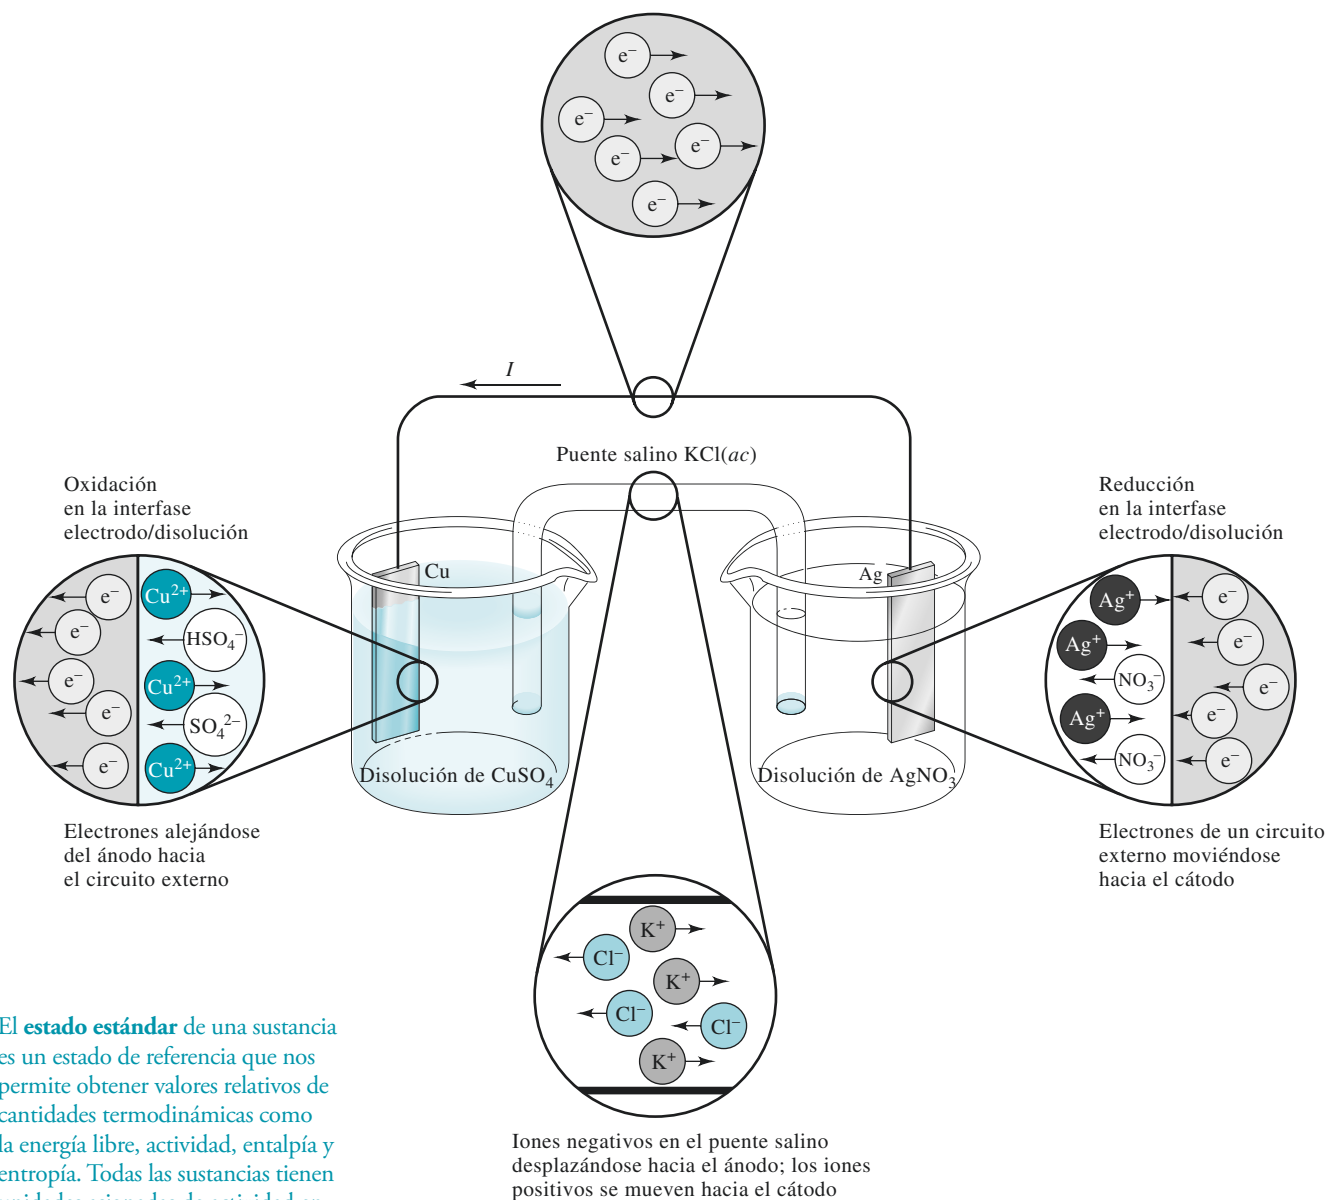 e⁻
e⁻
e⁻
e⁻
e⁻
e⁻
I
Puente salino KCl(ac)
Oxidación
en la interfase
electrodo/disolución
Reducción
en la interfase
electrodo/disolución
Cu
Ag
e⁻ Cu²⁺
e⁻ HSO₄⁻
e⁻ Cu²⁺
e⁻ SO₄²⁻
e⁻ Cu²⁺
Ag⁺ e⁻
Ag⁺ e⁻
NO₃⁻ e⁻
Ag⁺ e⁻
NO₃⁻ e⁻
Disolución de CuSO₄
Disolución de AgNO₃
Electrones alejándose
del ánodo hacia
el circuito externo
Electrones de un circuito
externo moviéndose
hacia el cátodo
K⁺
Cl⁻
K⁺
Cl⁻
Cl⁻
K⁺
El estado estándar de una sustancia
es un estado de referencia que nos
permite obtener valores relativos de
cantidades termodinámicas como
la energía libre, actividad, entalpía y
entropía. Todas las sustancias tienen
Iones negativos en el puente salino
desplazándose hacia el ánodo; los iones
positivos se mueven hacia el cátodo